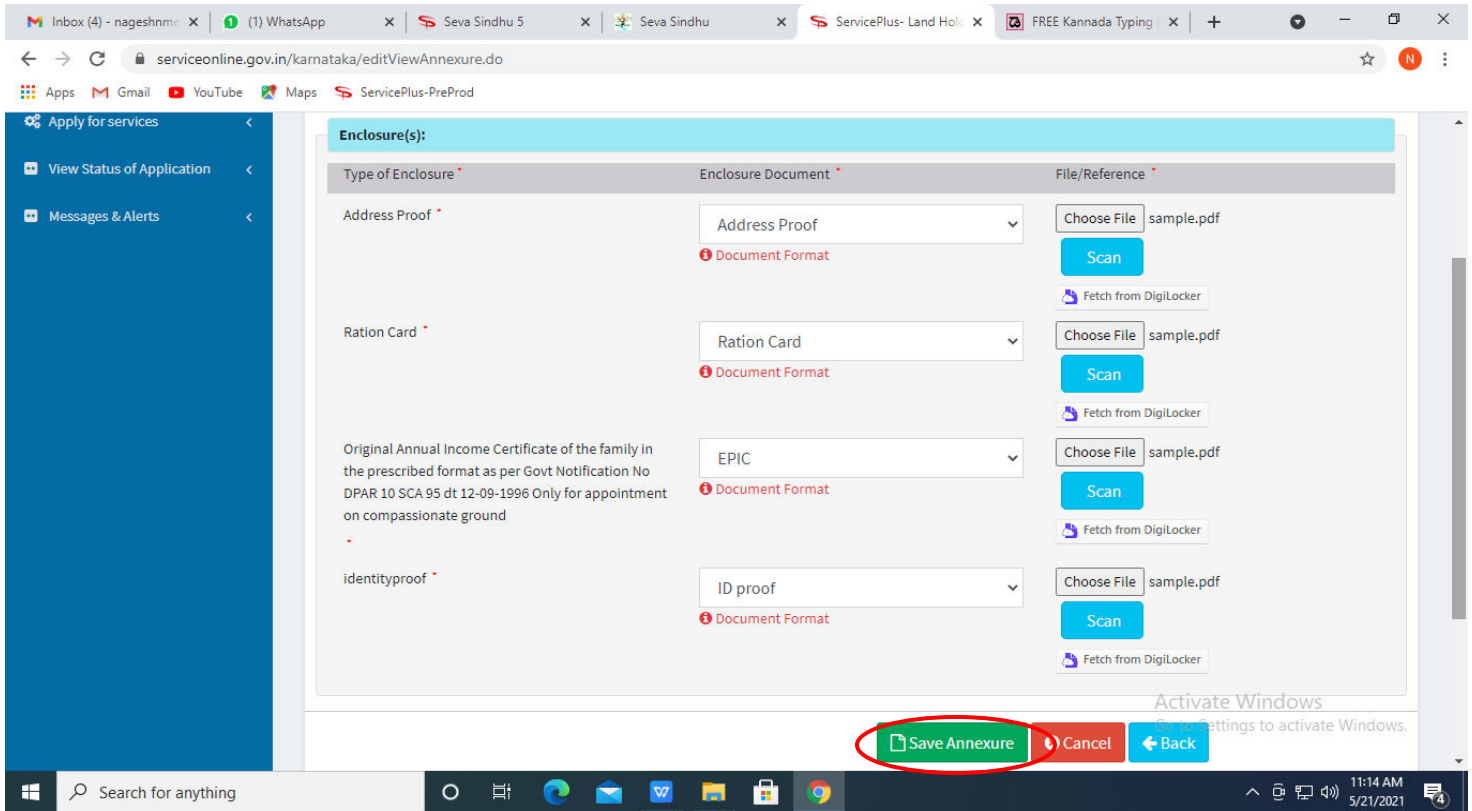 Inbox (4) - nageshnme
(1) WhatsApp
Seva Sindhu 5
Seva Sindhu
ServicePlus- Land Hold
FREE Kannada Typing
serviceonline.gov.in/karnataka/editViewAnnexure.do
N
Apps
Gmail
YouTube
Maps
ServicePlus-PreProd
Apply for services
View Status of Application
Messages & Alerts
Enclosure(s):
Type of Enclosure * Enclosure Document * File/Reference *
Address Proof * Address Proof Choose File sample.pdf
Document Format Scan
Fetch from DigiLocker
Ration Card * Ration Card Choose File sample.pdf
Document Format Scan
Fetch from DigiLocker
Original Annual Income Certificate of the family in
the prescribed format as per Govt Notification No
DPAR 10 SCA 95 dt 12-09-1996 Only for appointment
on compassionate ground
*
EPIC Choose File sample.pdf
Document Format Scan
Fetch from DigiLocker
identityproof * ID proof Choose File sample.pdf
Document Format Scan
Fetch from DigiLocker
Activate Windows
Go to Settings to activate Windows.
Save Annexure Cancel Back
Search for anything
11:14 AM
5/21/2021
4